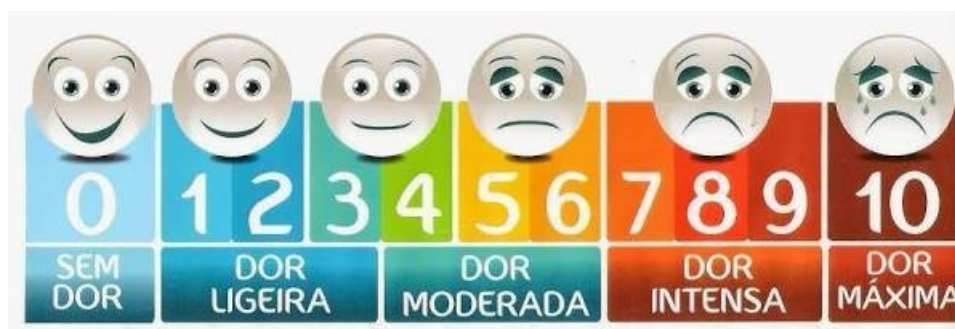 0 1 2 3 4 5 6 7 8 9 10
SEM DOR DOR DOR DOR
DOR LIGEIRA MODERADA INTENSA MÁXIMA